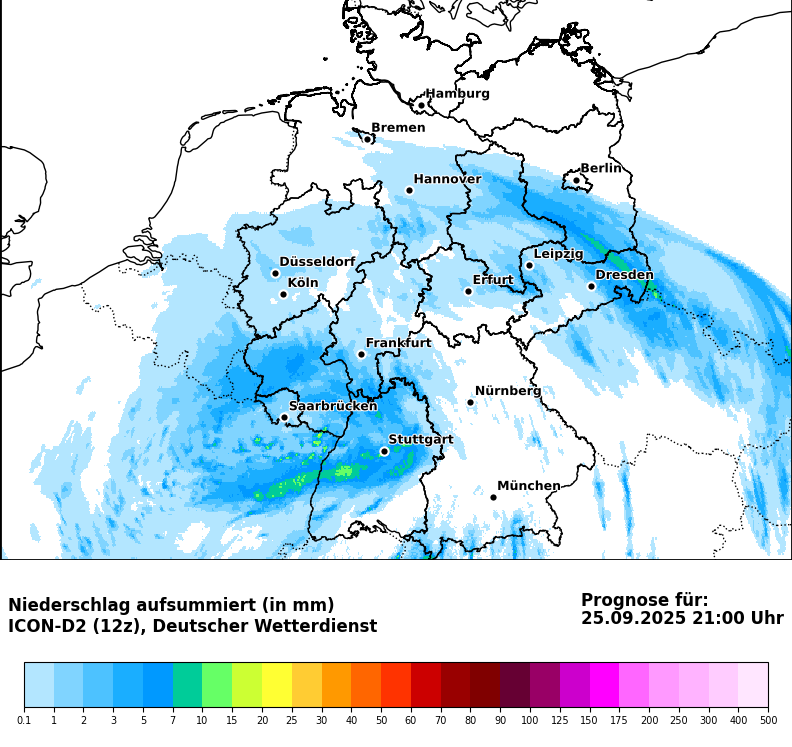 Hamburg
Bremen
Berlin
Hannover
Leipzig
Düsseldorf
Dresden
Köln
Erfurt
Frankfurt
Nürnberg
Saarbrücken
Stuttgart
München
Niederschlag aufsummiert (in mm)
ICON-D2 (12z), Deutscher Wetterdienst
Prognose für:
25.09.2025 21:00 Uhr
0.1 1 2 3 5 7 10 15 20 25 30 40 50 60 70 80 90 100 125 150 175 200 250 300 400 500